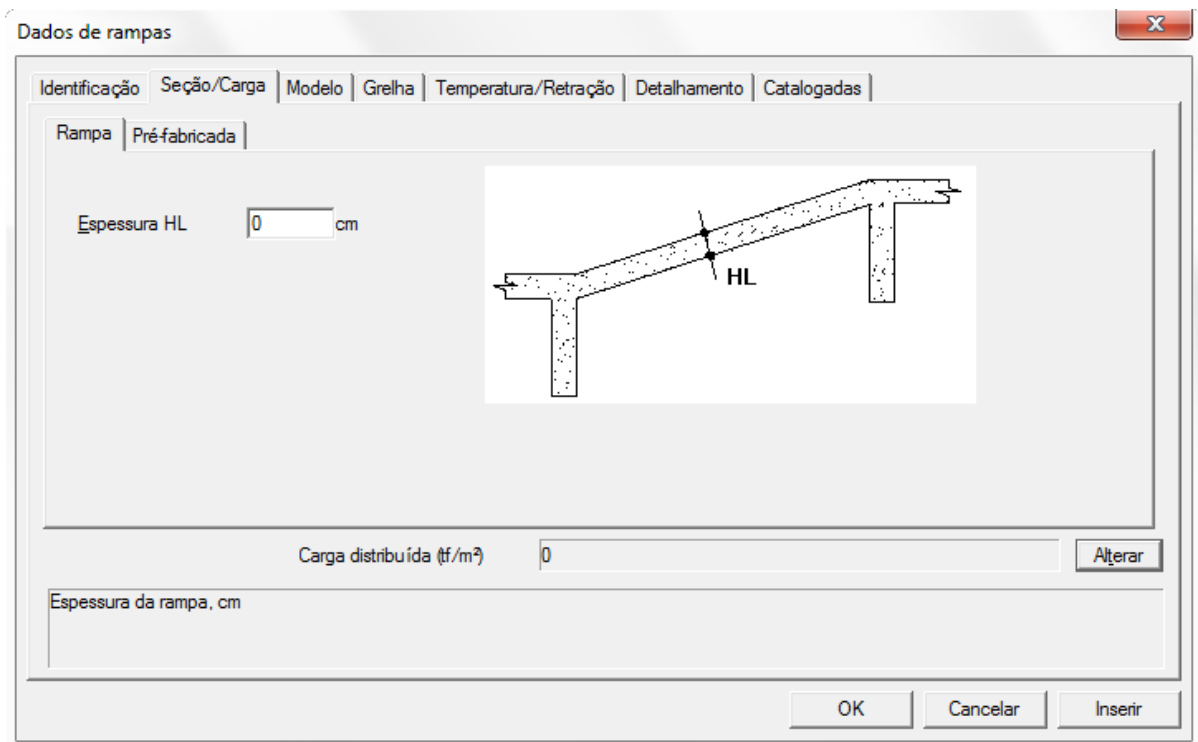 Dados de rampas
Identificação Seção/Carga Modelo Grelha Temperatura/Retração Detalhamento Catalogadas
Rampa Pré-fabricada
Espessura HL 0 cm
HL
Carga distribuída (tf/m²) 0 Alterar
Espessura da rampa, cm
OK Cancelar Inserir